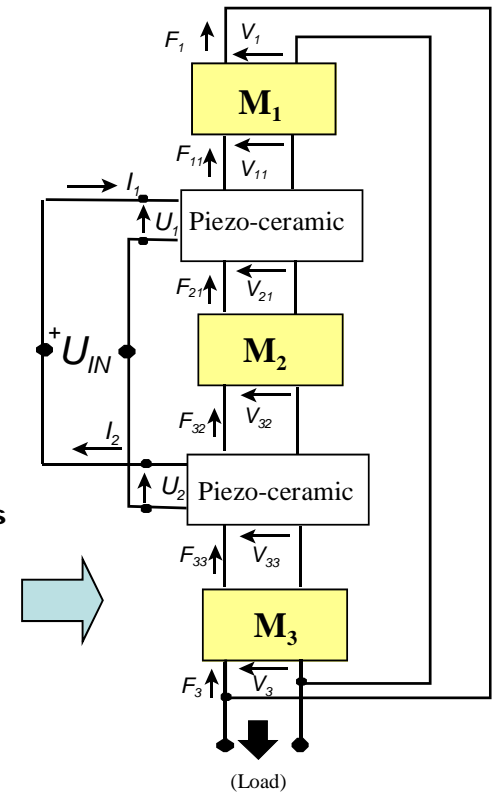 F1 V1
M1
F11 V11
I1
U1 Piezo-ceramic
F21 V21
+UIN
M2
F32 V32
I2
U2 Piezo-ceramic
s
F33 V33
M3
F3 V3
(Load)